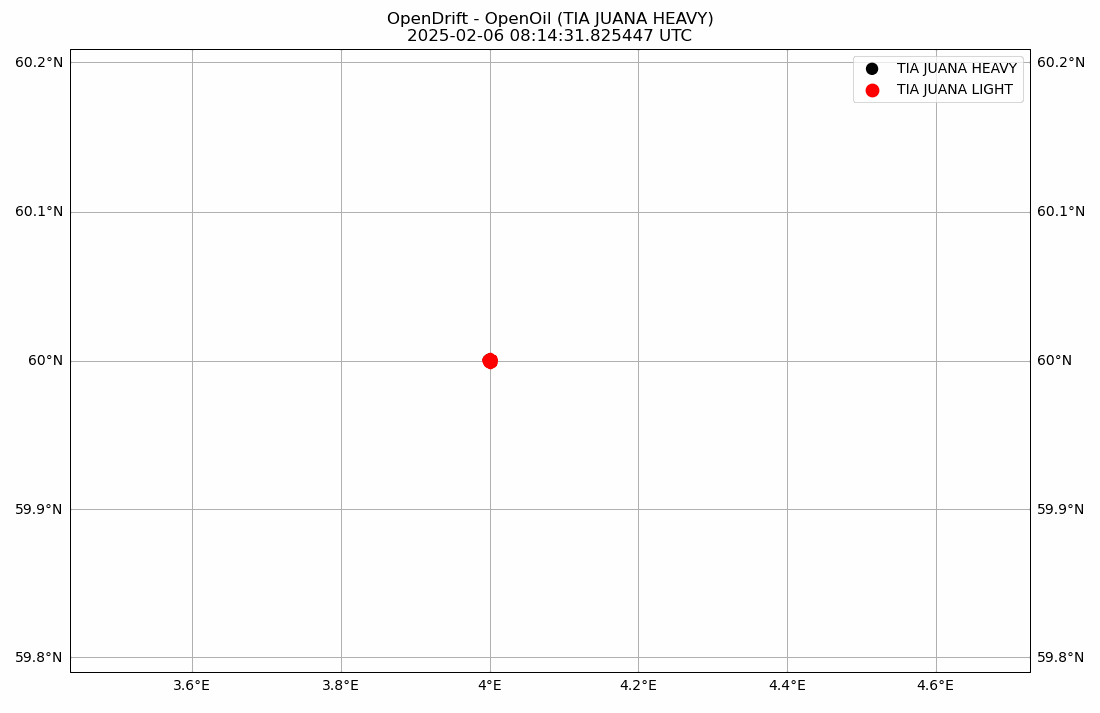 OpenDrift - OpenOil (TIA JUANA HEAVY)
2025-02-06 08:14:31.825447 UTC
TIA JUANA HEAVY
TIA JUANA LIGHT
60.2°N 60.2°N
60.1°N 60.1°N
60°N 60°N
59.9°N 59.9°N
59.8°N 59.8°N
3.6°E 3.8°E 4°E 4.2°E 4.4°E 4.6°E